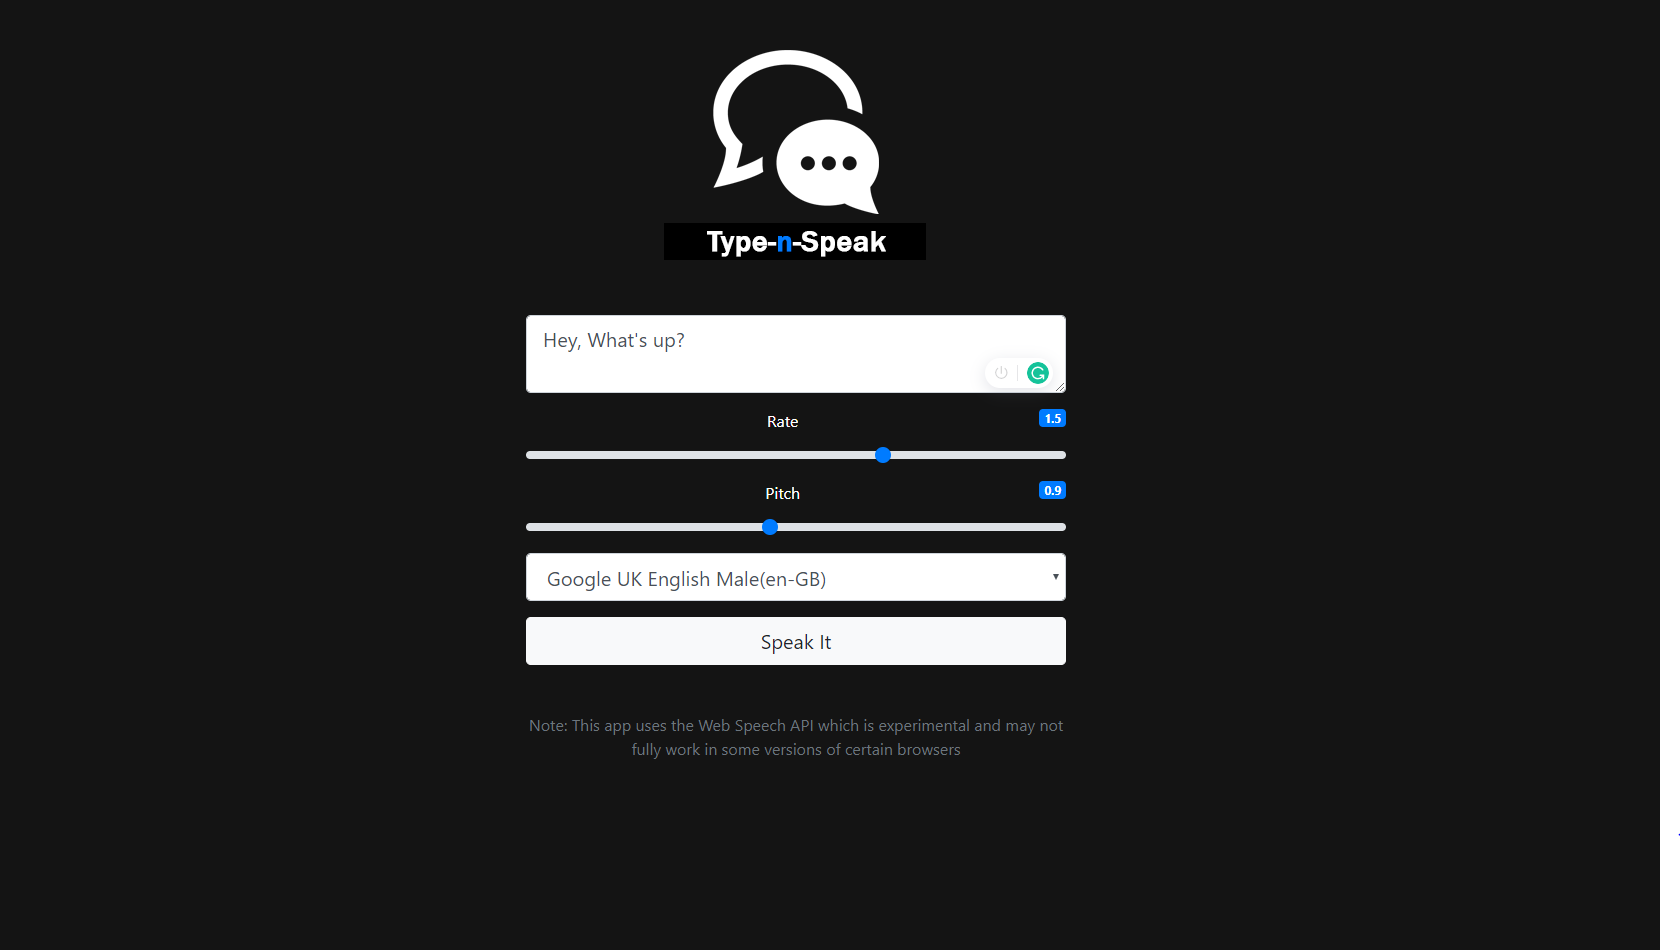 Type-n-Speak
Hey, What's up?
Rate
1.5
Pitch
0.9
Google UK English Male(en-GB)
Speak It
Note: This app uses the Web Speech API which is experimental and may not
fully work in some versions of certain browsers